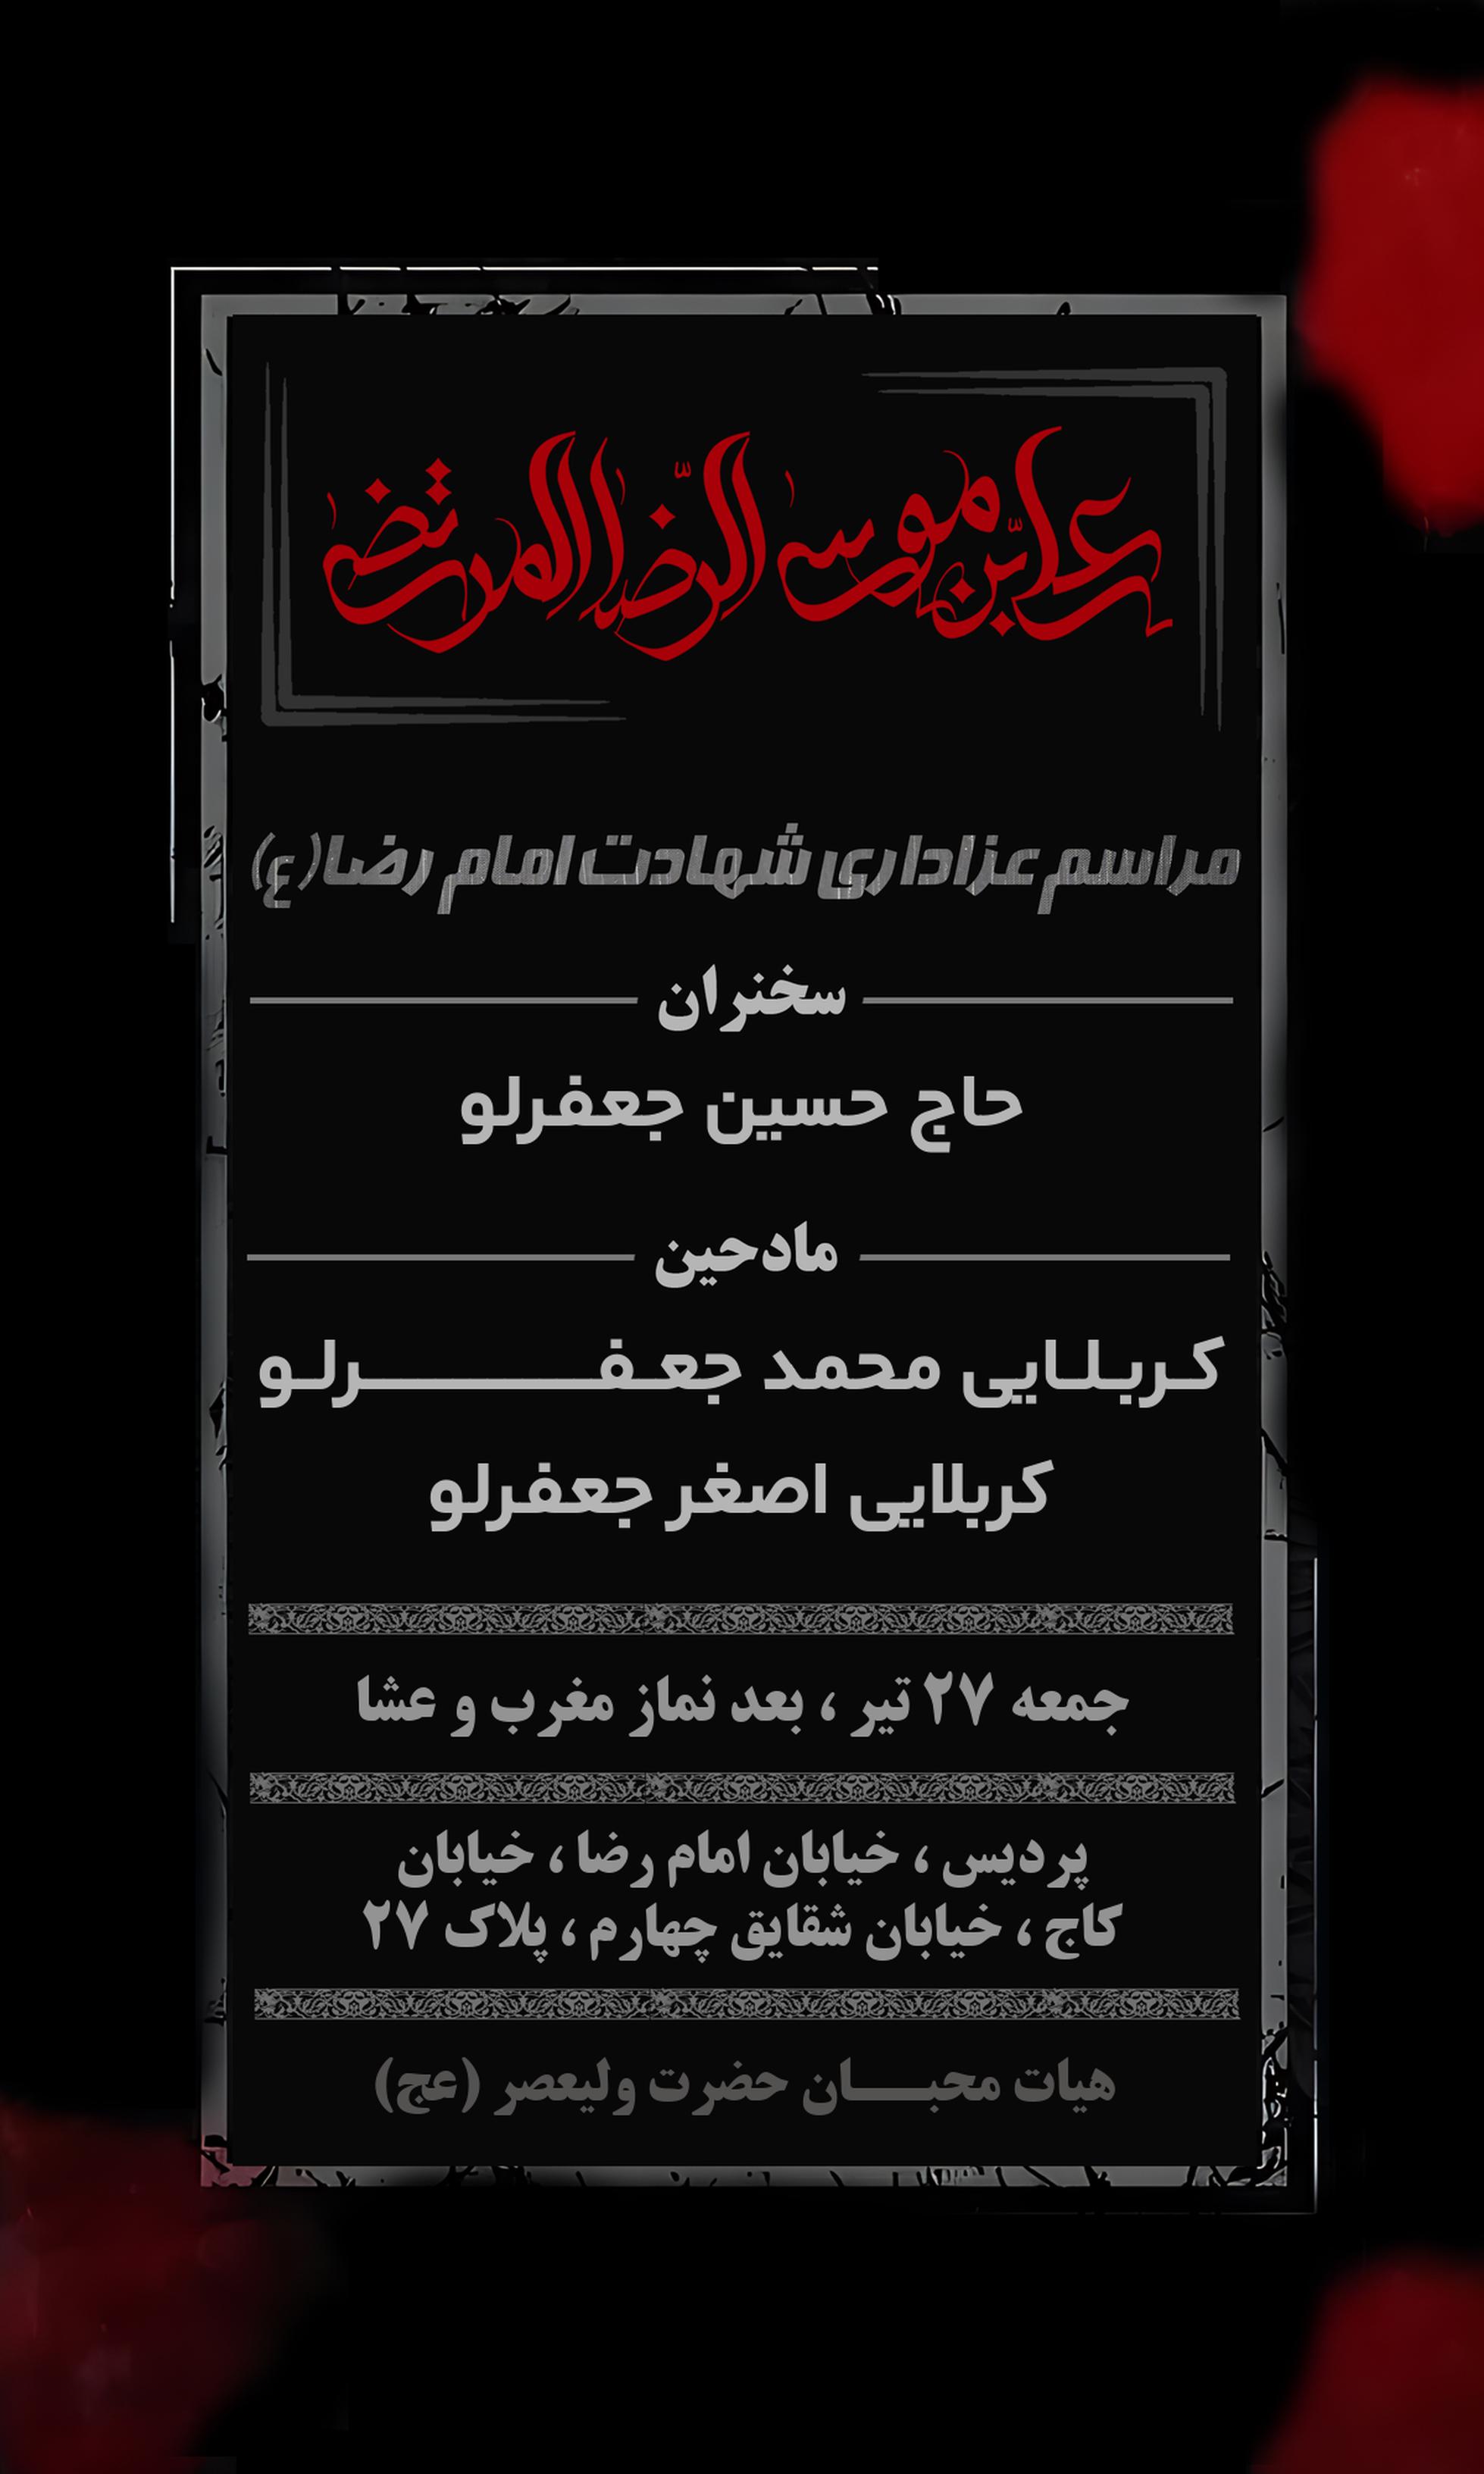 علی ابن موسی الرضا المرتضی
مراسم عزاداری شهادت امام رضا (ع)
سخنران
حاج حسین جعفرلو
مادحین
کربلایی محمد جعفـــــــرلو
کربلایی اصغر جعفرلو
جمعه ۲۷ تیر ، بعد نماز مغرب و عشا
پردیس ، خیابان امام رضا ، خیابان
کاج ، خیابان شقایق چهارم ، پلاک ۲۷
هیات محبـــان حضرت ولیعصر (عج)